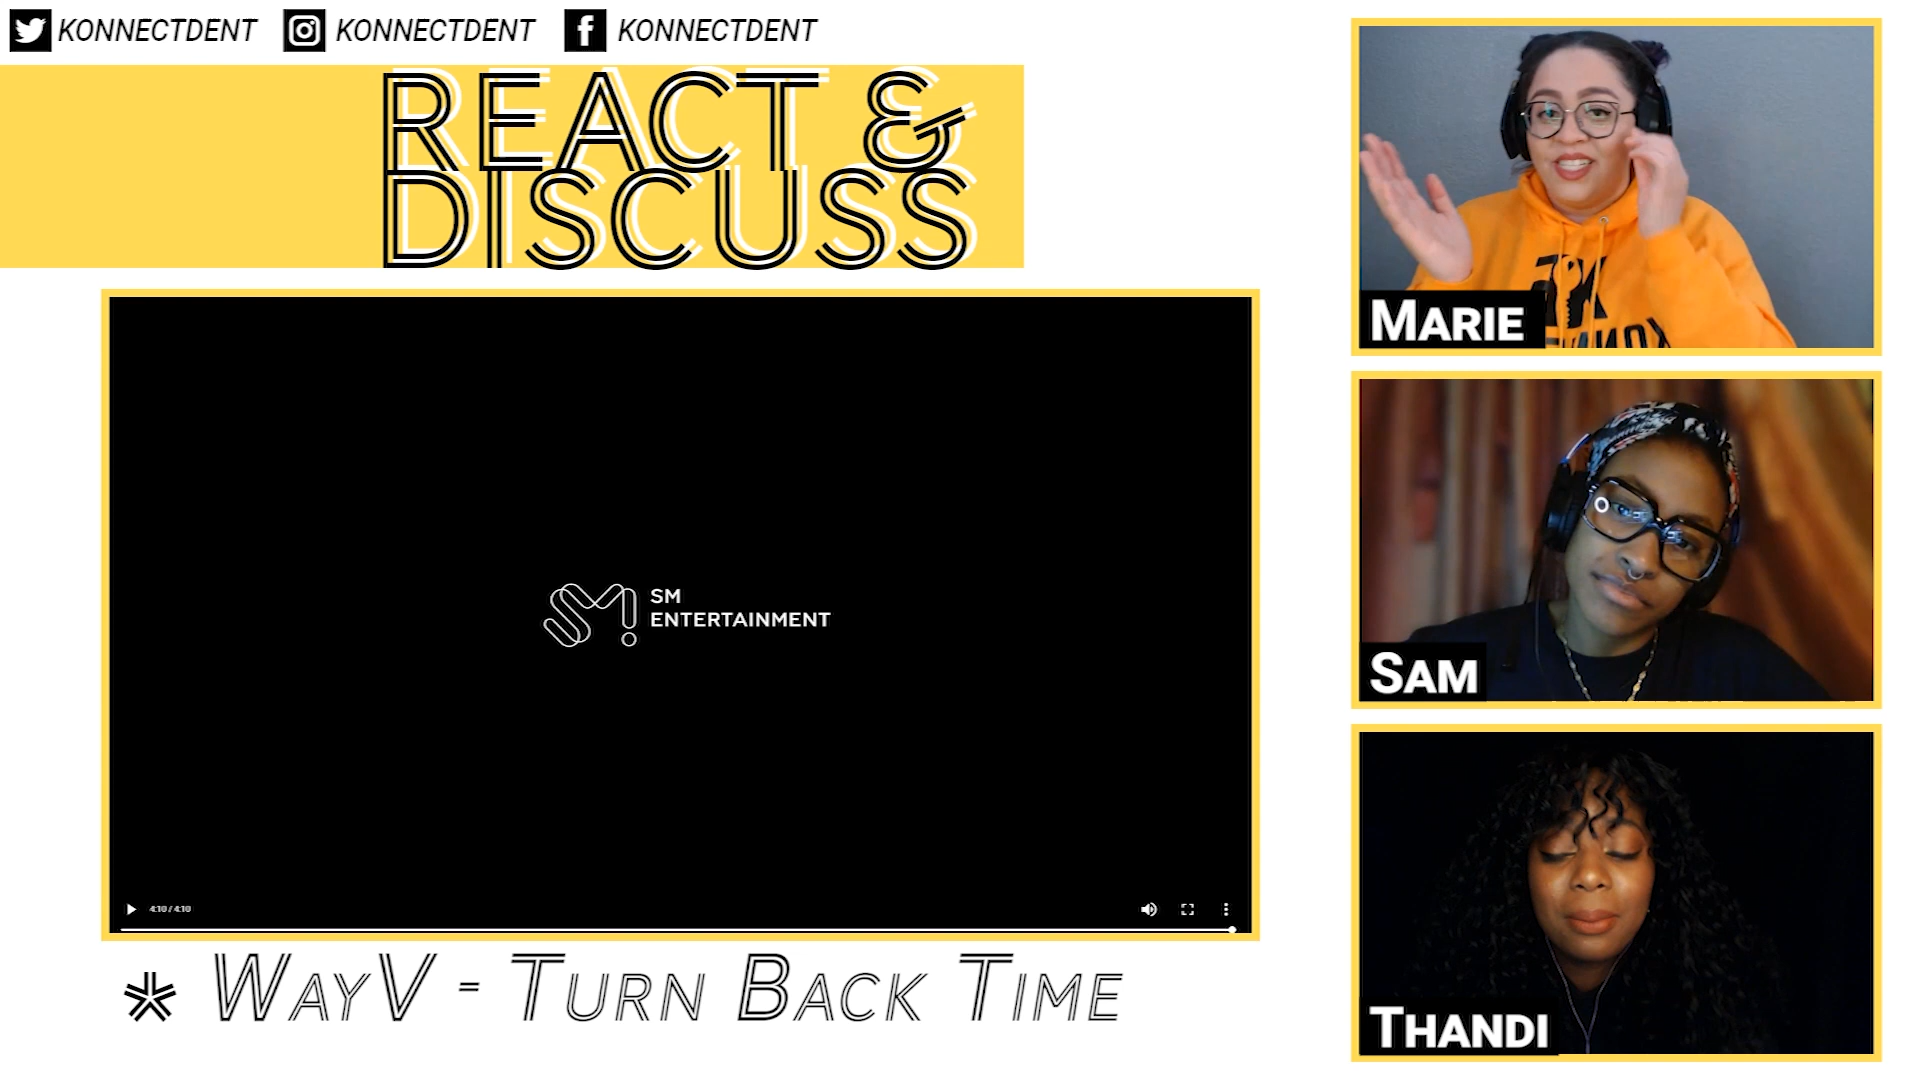 KONNECTDENT KONNECTDENT KONNECTDENT
REACT &
DISCUSS
SM
ENTERTAINMENT
4:10 / 4:10
* WAYV - TURN BACK TIME
MARIE
SAM
THANDI